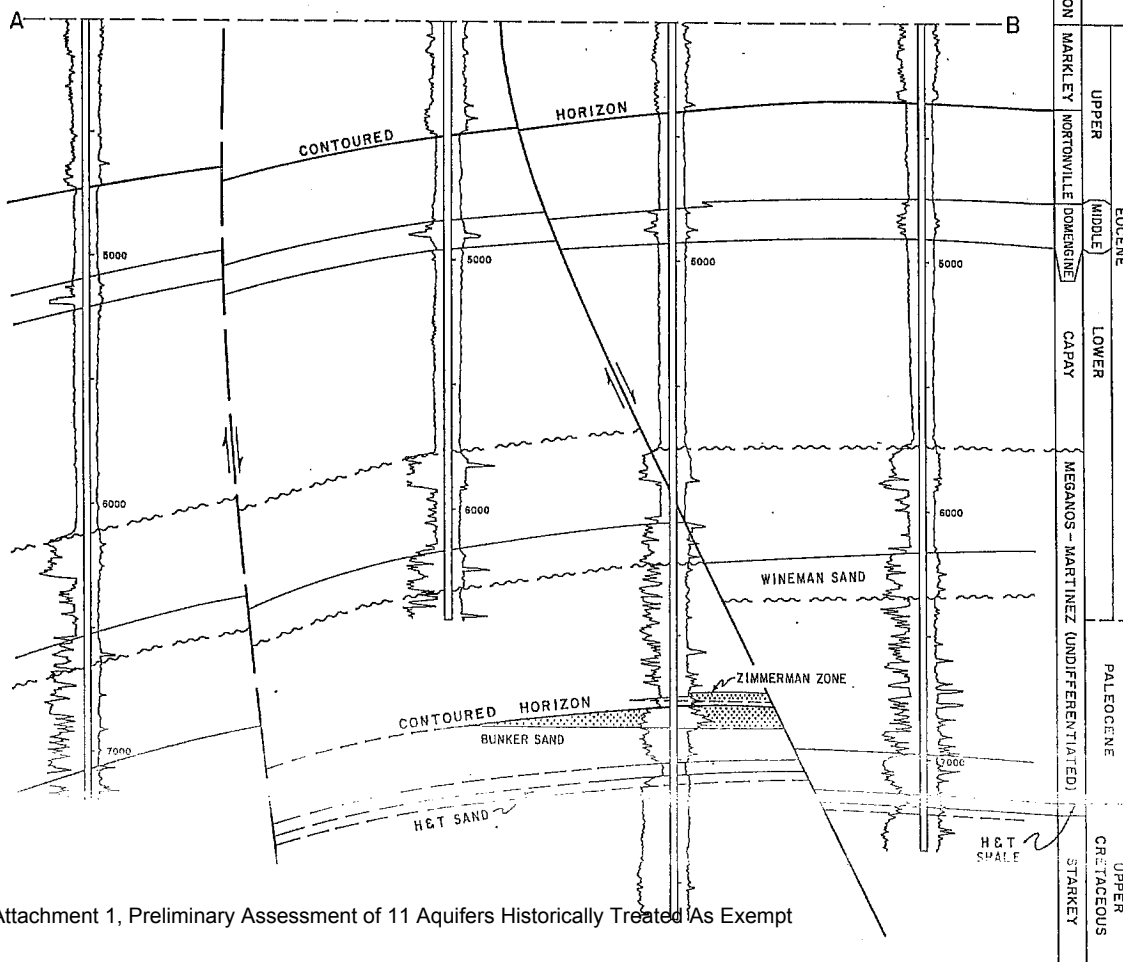 A
B
CONTOURED HORIZON
5000
5000
5000
5000
6000
6000
6000
WINEMAN SAND
ZIMMERMAN ZONE
CONTOURED HORIZON
BUNKER SAND
7000
7000
H&T SAND
H&T
SHALE
ON
MARKLEY
NORTONVILLE
DOMENGINE
CAPAY
MEGANOS - MARTINEZ (UNDIFFERENTIATED)
STARKEY
UPPER
MIDDLE
LOWER
EOCENE
PALEOCENE
UPPER
CRETACEOUS
Attachment 1, Preliminary Assessment of 11 Aquifers Historically Treated As Exempt